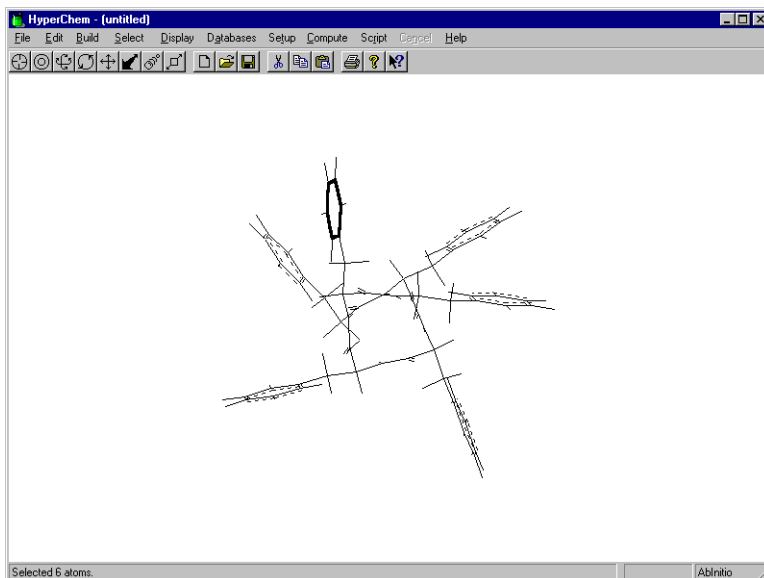 HyperChem - (untitled)
File Edit Build Select Display Databases Setup Compute Script Cancel Help
Selected 6 atoms.
AbInitio